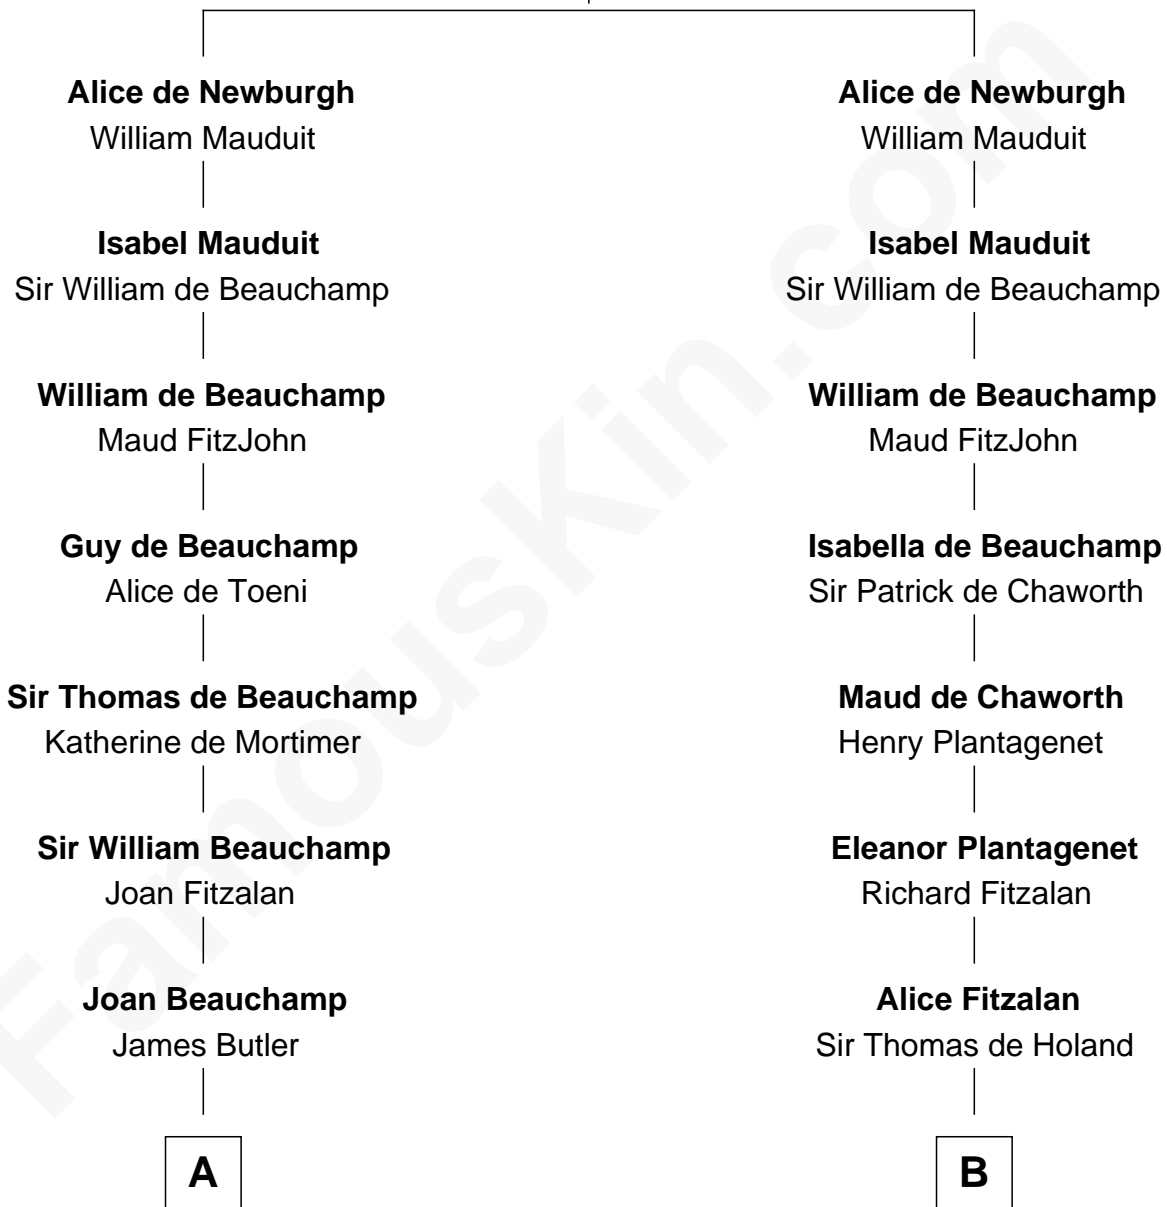 Alice de Newburgh
William Mauduit
Isabel Mauduit
Sir William de Beauchamp
William de Beauchamp
Maud FitzJohn
Guy de Beauchamp
Alice de Toeni
Sir Thomas de Beauchamp
Katherine de Mortimer
Sir William Beauchamp
Joan Fitzalan
Joan Beauchamp
James Butler
A
Alice de Newburgh
William Mauduit
Isabel Mauduit
Sir William de Beauchamp
William de Beauchamp
Maud FitzJohn
Isabella de Beauchamp
Sir Patrick de Chaworth
Maud de Chaworth
Henry Plantagenet
Eleanor Plantagenet
Richard Fitzalan
Alice Fitzalan
Sir Thomas de Holand
B
FamousKin.com